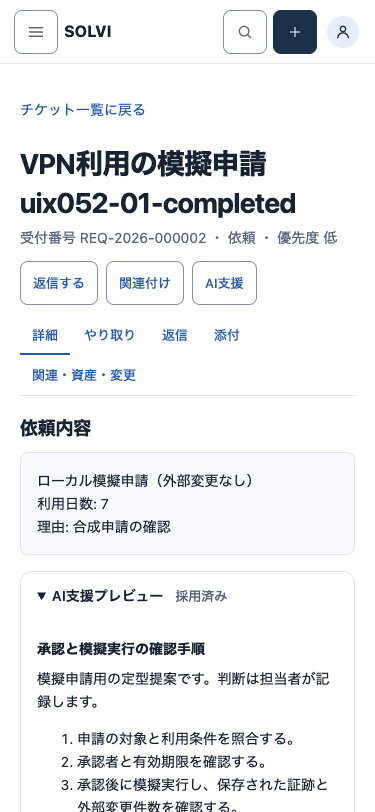 SOLVI
チケット一覧に戻る
VPN利用の模擬申請
uix052-01-completed
受付番号 REQ-2026-000002 ・ 依頼 ・ 優先度 低
返信する 関連付け AI支援
詳細 やり取り 返信 添付
関連・資産・変更
依頼内容
ローカル模擬申請（外部変更なし）
利用日数: 7
理由: 合成申請の確認
▼ AI支援プレビュー 採用済み
承認と模擬実行の確認手順
模擬申請用の定型提案です。判断は担当者が記
録します。
1. 申請の対象と利用条件を照合する。
2. 承認者と有効期限を確認する。
3. 承認後に模擬実行し、保存された証跡と
外部変更件数を確認する。